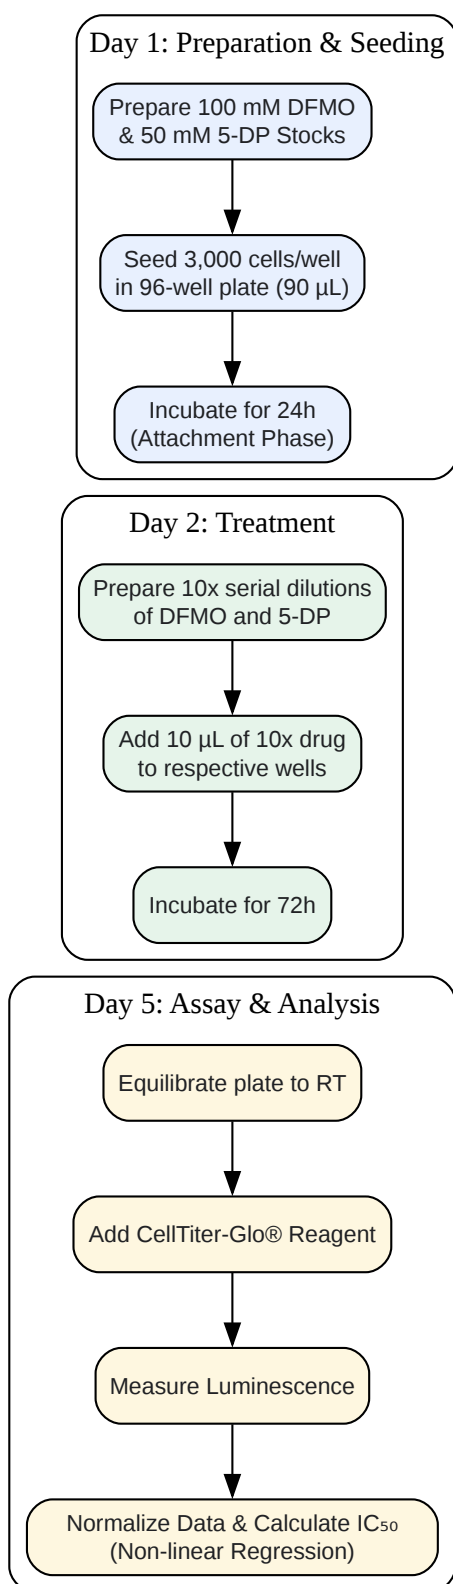 Day 1: Preparation & Seeding
Prepare 100 mM DFMO
& 50 mM 5-DP Stocks
Seed 3,000 cells/well
in 96-well plate (90 µL)
Incubate for 24h
(Attachment Phase)
Day 2: Treatment
Prepare 10x serial dilutions
of DFMO and 5-DP
Add 10 µL of 10x drug
to respective wells
Incubate for 72h
Day 5: Assay & Analysis
Equilibrate plate to RT
Add CellTiter-Glo® Reagent
Measure Luminescence
Normalize Data & Calculate IC₅₀
(Non-linear Regression)